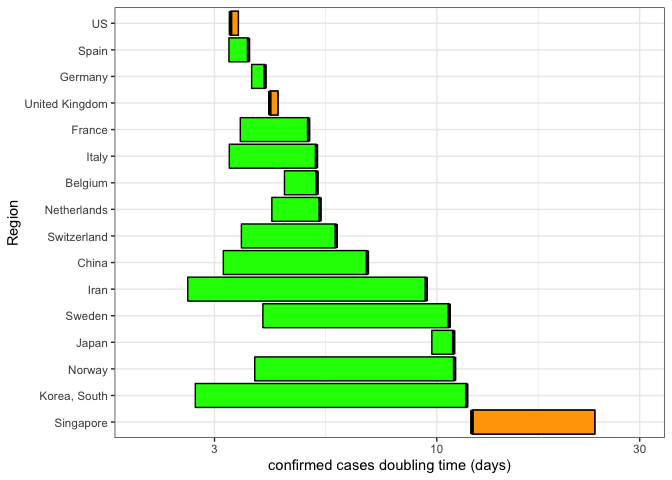 US
Spain
Germany
United Kingdom
France
Italy
Belgium
Netherlands
Switzerland
China
Iran
Sweden
Japan
Norway
Korea, South
Singapore
Region
3 10 30
confirmed cases doubling time (days)